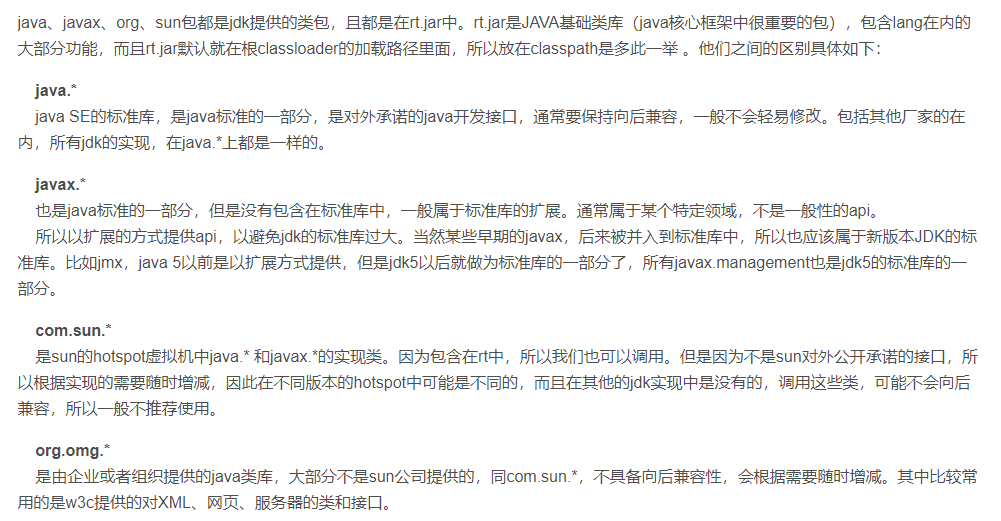 java、javax、org、sun包都是jdk提供的类包，且都是在rt.jar中。rt.jar是JAVA基础类库（java核心框架中很重要的包），包含lang在内的
大部分功能，而且rt.jar默认就在根classloader的加载路径里面，所以放在classpath是多此一举 。他们之间的区别具体如下：
java.*
java SE的标准库，是java标准的一部分，是对外承诺的java开发接口，通常要保持向后兼容，一般不会轻易修改。包括其他厂家的在
内，所有jdk的实现，在java.*上都是一样的。
javax.*
也是java标准的一部分，但是没有包含在标准库中，一般属于标准库的扩展。通常属于某个特定领域，不是一般性的api。
所以以扩展的方式提供api，以避免jdk的标准库过大。当然某些早期的javax，后来被并入到标准库中，所以也应该属于新版本JDK的标
准库。比如jmx，java 5以前是以扩展方式提供，但是jdk5以后就做为标准库的一部分了，所有javax.management也是jdk5的标准库的一
部分。
com.sun.*
是sun的hotspot虚拟机中java.* 和javax.*的实现类。因为包含在rt中，所以我们也可以调用。但是因为不是sun对外公开承诺的接口，所
以根据实现的需要随时增减，因此在不同版本的hotspot中可能是不同的，而且在其他的jdk实现中是没有的，调用这些类，可能不会向后
兼容，所以一般不推荐使用。
org.omg.*
是由企业或者组织提供的java类库，大部分不是sun公司提供的，同com.sun.*，不具备向后兼容性，会根据需要随时增减。其中比较常
用的是w3c提供的对XML、网页、服务器的类和接口。